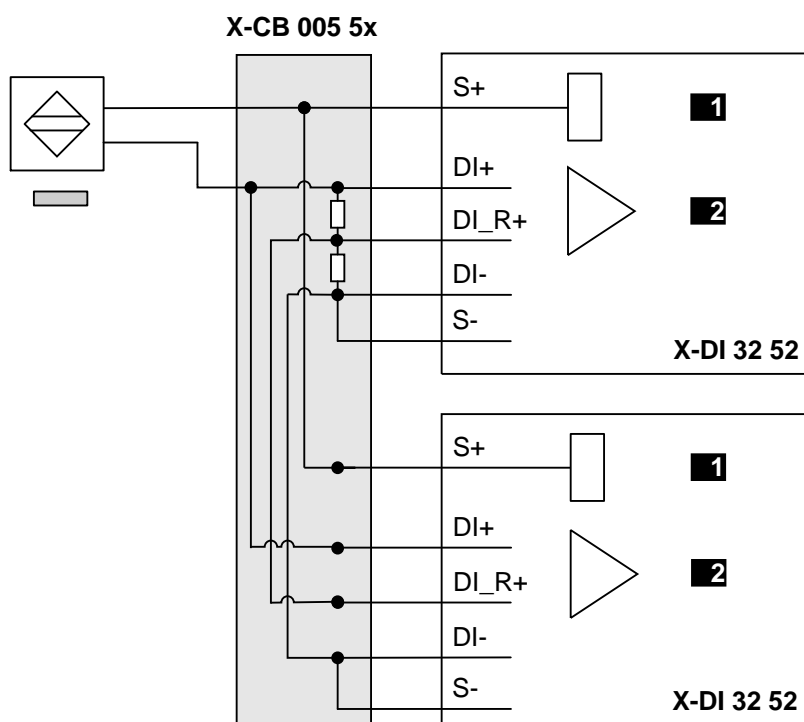 X-CB 005 5x
S+
1
DI+
2
DI_R+
DI-
S-
X-DI 32 52
S+
1
DI+
2
DI_R+
DI-
S-
X-DI 32 52